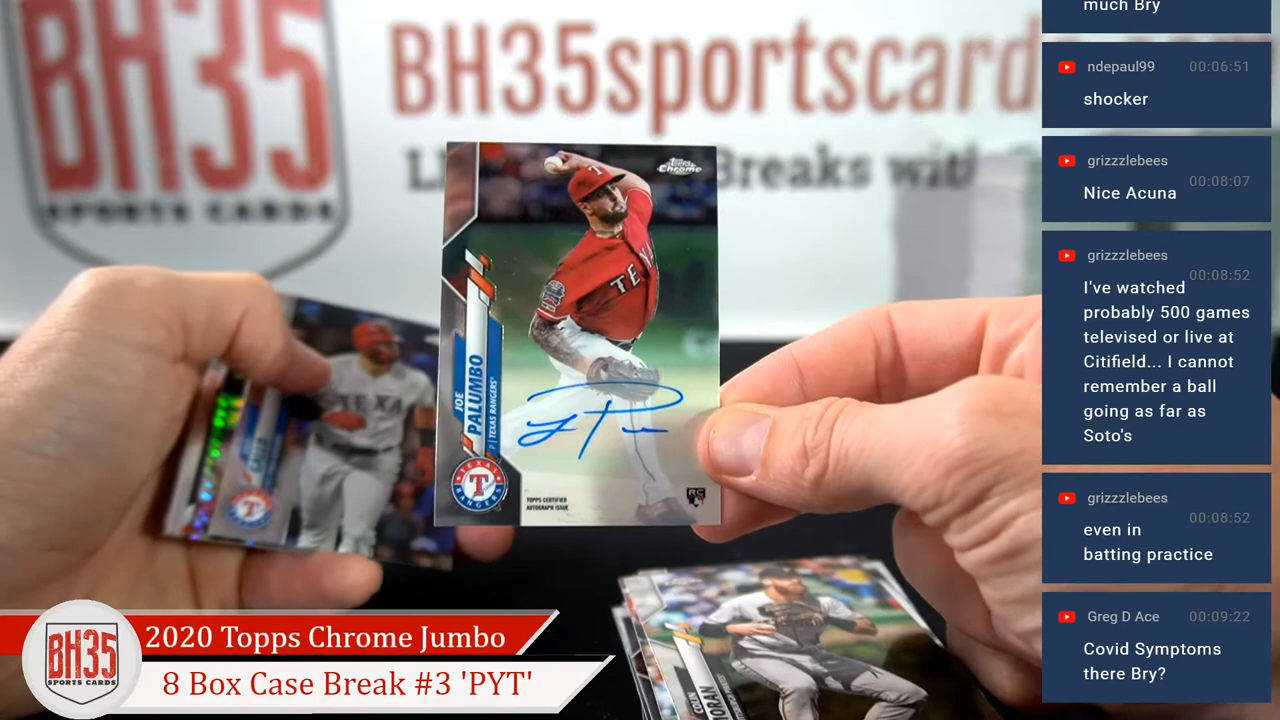 BH35
SPORTS CARDS
BH35sportscard
Breaks with
Topps
Chrome
TEXA
JOE
PALUMBO
P | TEXAS RANGERS
TEXAS
RANGERS
T
TOPPS CERTIFIED
AUTOGRAPH ISSUE
RC
TEXA
COLIN
MORAN
BH35
SPORTS CARDS
2020 Topps Chrome Jumbo
8 Box Case Break #3 'PYT'
much Bry
ndepaul99 00:06:51
shocker
grizzzlebees
00:08:07
Nice Acuna
grizzzlebees
00:08:52
I've watched
probably 500 games
televised or live at
Citifield... I cannot
remember a ball
going as far as
Soto's
grizzzlebees
00:08:52
even in
batting practice
Greg D Ace 00:09:22
Covid Symptoms
there Bry?